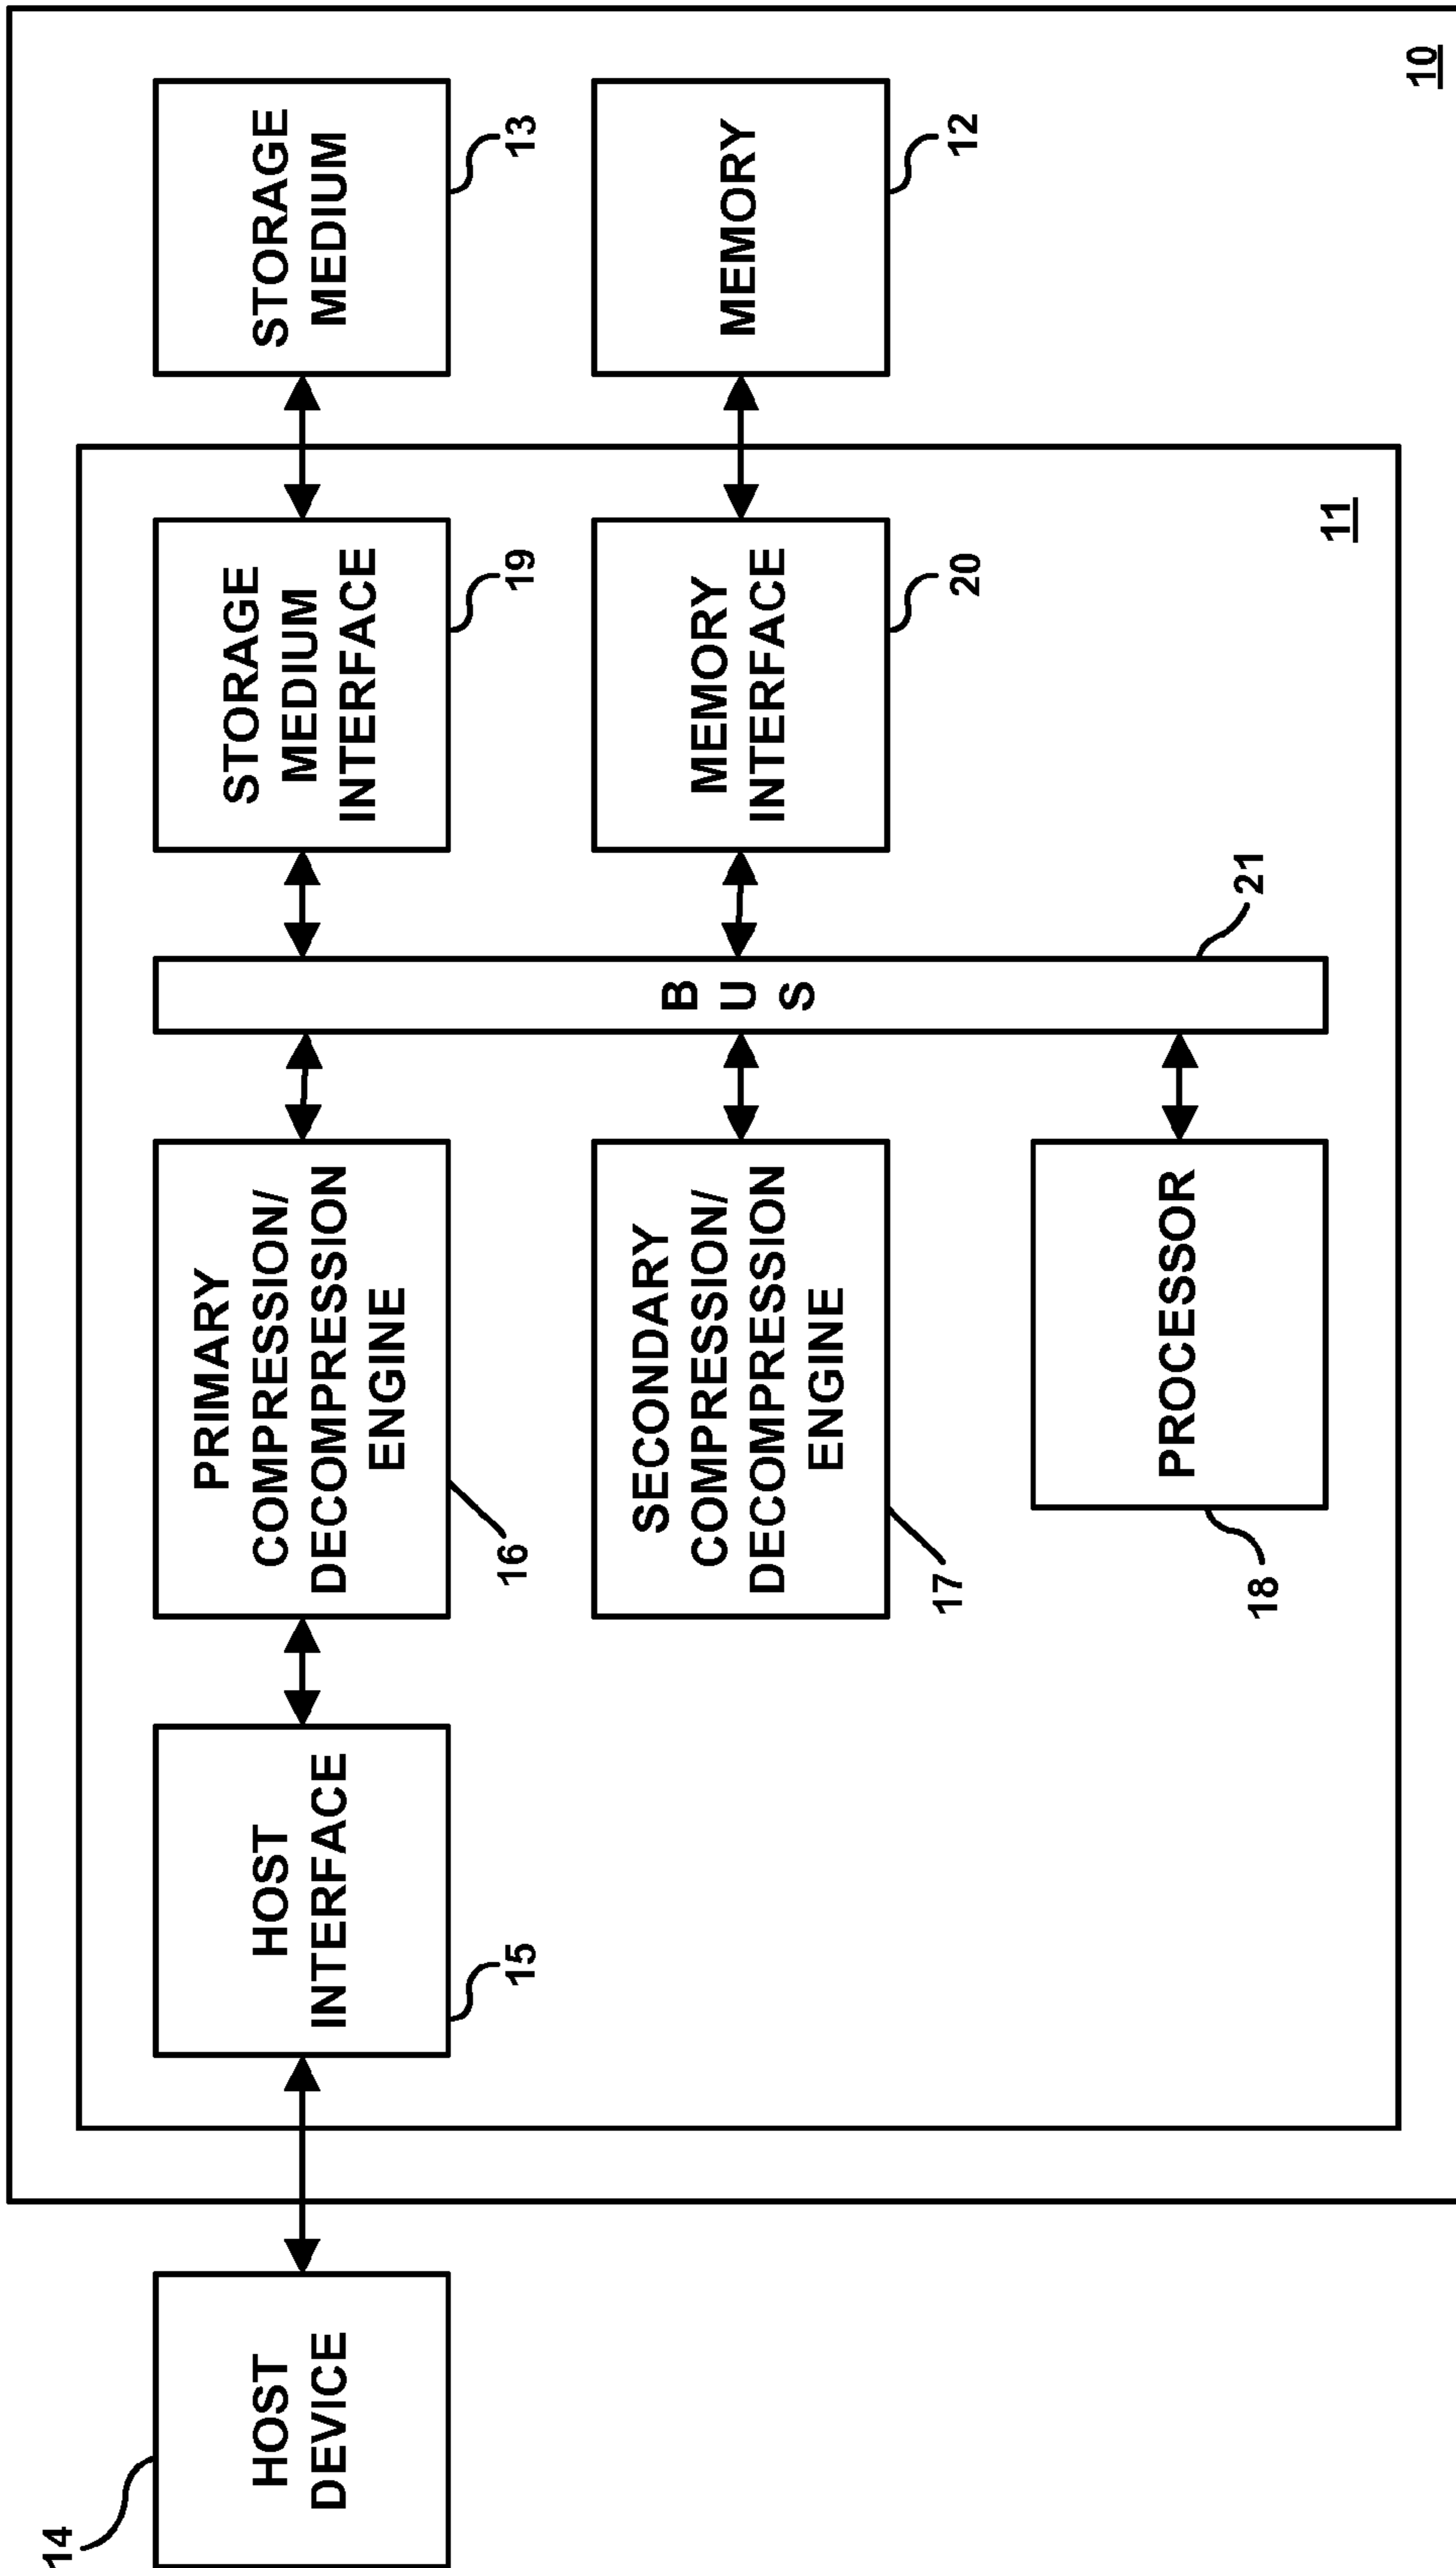 14
HOST
DEVICE
HOST
INTERFACE
15
PRIMARY
COMPRESSION/
DECOMPRESSION
ENGINE
16
SECONDARY
COMPRESSION/
DECOMPRESSION
ENGINE
17
PROCESSOR
18
B
U
S
21
STORAGE
MEDIUM
INTERFACE
19
MEMORY
INTERFACE
20
11
STORAGE
MEDIUM
13
MEMORY
12
10